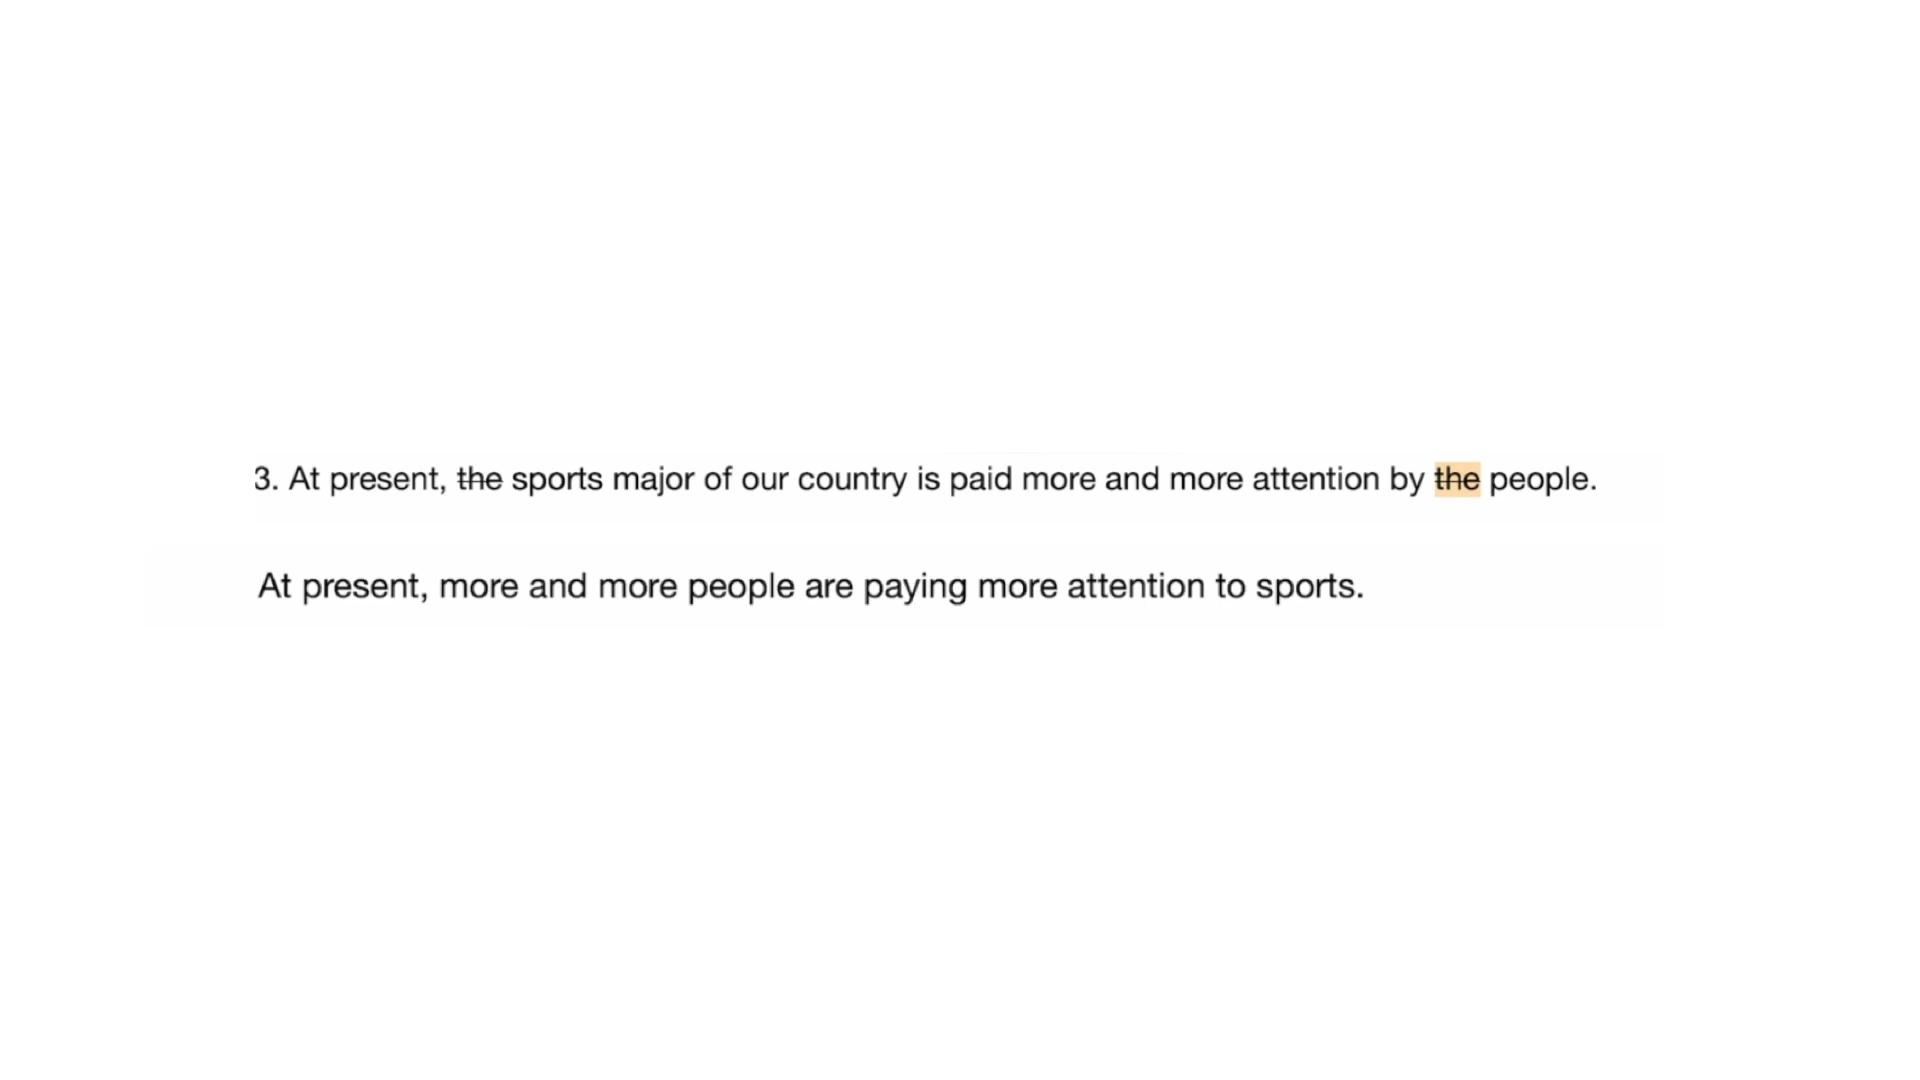 3. At present, the sports major of our country is paid more and more attention by the people.
At present, more and more people are paying more attention to sports.